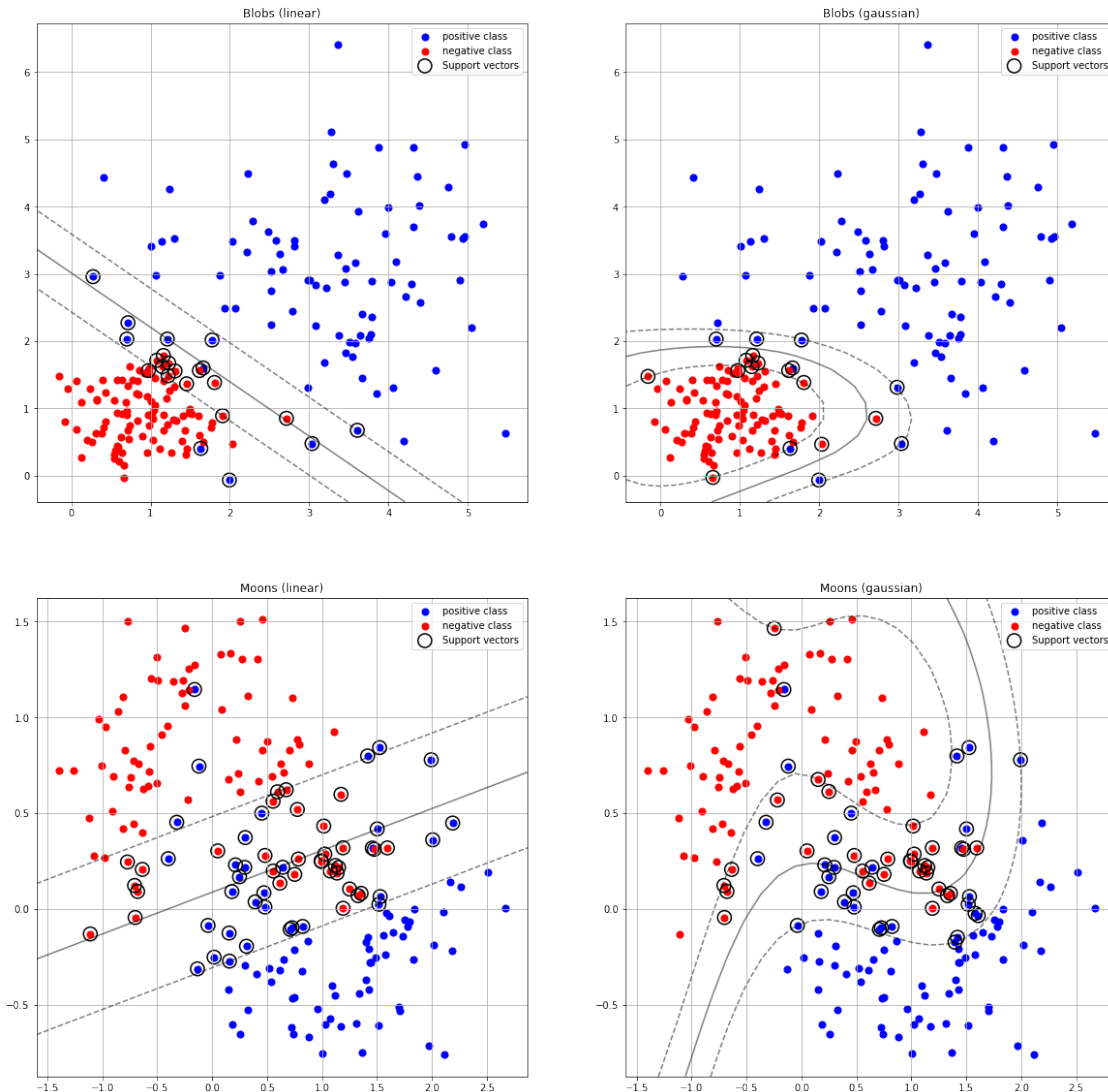 Blobs (linear)
positive class
negative class
Support vectors
6
5
4
3
2
1
0
0 1 2 3 4 5
Blobs (gaussian)
positive class
negative class
Support vectors
6
5
4
3
2
1
0
0 1 2 3 4 5
Moons (linear)
positive class
negative class
Support vectors
1.5
1.0
0.5
0.0
−0.5
−1.5 −1.0 −0.5 0.0 0.5 1.0 1.5 2.0 2.5
Moons (gaussian)
positive class
negative class
Support vectors
1.5
1.0
0.5
0.0
−0.5
−1.5 −1.0 −0.5 0.0 0.5 1.0 1.5 2.0 2.5